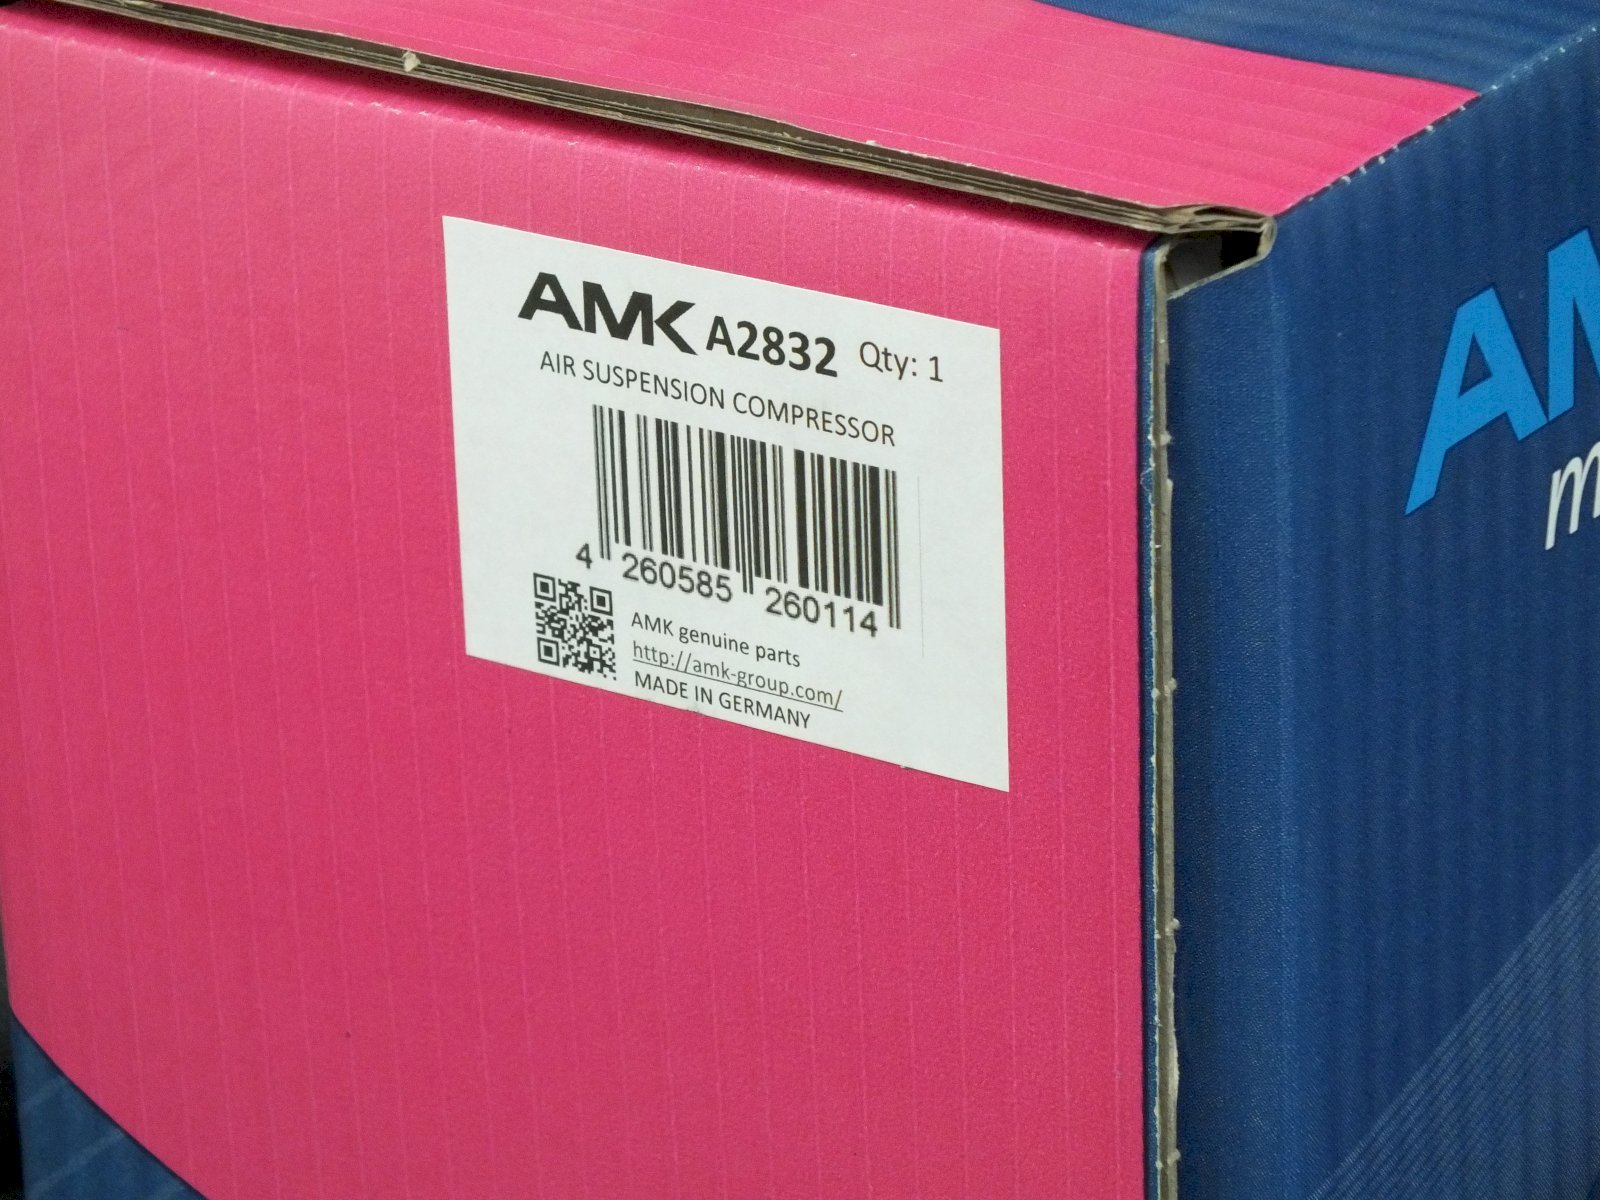 AMK A2832 Qty: 1
AIR SUSPENSION COMPRESSOR
4 260585 260114
AMK genuine parts
http://amk-group.com/
MADE IN GERMANY
AM
m